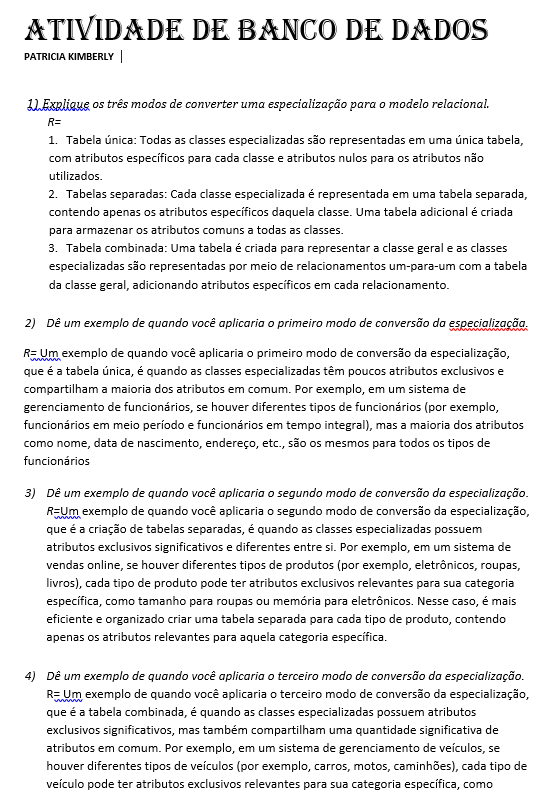 ATIVIDADE DE BANCO DE DADOS
PATRICIA KIMBERLY
1) Explique os três modos de converter uma especialização para o modelo relacional.
R=
1. Tabela única: Todas as classes especializadas são representadas em uma única tabela,
com atributos específicos para cada classe e atributos nulos para os atributos não
utilizados.
2. Tabelas separadas: Cada classe especializada é representada em uma tabela separada,
contendo apenas os atributos específicos daquela classe. Uma tabela adicional é criada
para armazenar os atributos comuns a todas as classes.
3. Tabela combinada: Uma tabela é criada para representar a classe geral e as classes
especializadas são representadas por meio de relacionamentos um-para-um com a tabela
da classe geral, adicionando atributos específicos em cada relacionamento.
2) Dê um exemplo de quando você aplicaria o primeiro modo de conversão da especializaçõa.
R= Um exemplo de quando você aplicaria o primeiro modo de conversão da especialização,
que é a tabela única, é quando as classes especializadas têm poucos atributos exclusivos e
compartilham a maioria dos atributos em comum. Por exemplo, em um sistema de
gerenciamento de funcionários, se houver diferentes tipos de funcionários (por exemplo,
funcionários em meio período e funcionários em tempo integral), mas a maioria dos atributos
como nome, data de nascimento, endereço, etc., são os mesmos para todos os tipos de
funcionários
3) Dê um exemplo de quando você aplicaria o segundo modo de conversão da especialização.
R=Um exemplo de quando você aplicaria o segundo modo de conversão da especialização,
que é a criação de tabelas separadas, é quando as classes especializadas possuem
atributos exclusivos significativos e diferentes entre si. Por exemplo, em um sistema de
vendas online, se houver diferentes tipos de produtos (por exemplo, eletrônicos, roupas,
livros), cada tipo de produto pode ter atributos exclusivos relevantes para sua categoria
específica, como tamanho para roupas ou memória para eletrônicos. Nesse caso, é mais
eficiente e organizado criar uma tabela separada para cada tipo de produto, contendo
apenas os atributos relevantes para aquela categoria específica.
4) Dê um exemplo de quando você aplicaria o terceiro modo de conversão da especialização.
R= Um exemplo de quando você aplicaria o terceiro modo de conversão da especialização,
que é a tabela combinada, é quando as classes especializadas possuem atributos
exclusivos significativos, mas também compartilham uma quantidade significativa de
atributos em comum. Por exemplo, em um sistema de gerenciamento de veículos, se
houver diferentes tipos de veículos (por exemplo, carros, motos, caminhões), cada tipo de
veículo pode ter atributos exclusivos relevantes para sua categoria específica, como